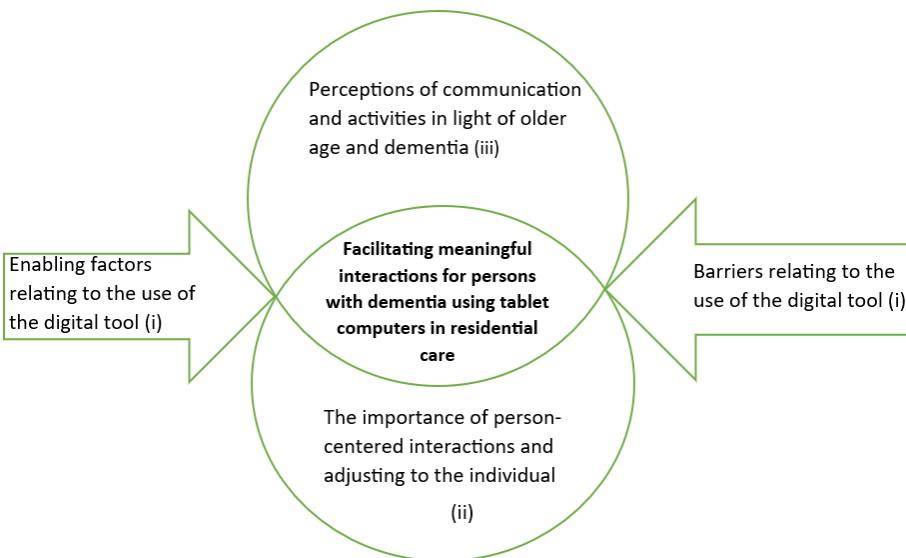 Perceptions of communication
and activities in light of older
age and dementia (iii)
Facilitating meaningful
interactions for persons
with dementia using tablet
computers in residential
care
Enabling factors
relating to the use of
the digital tool (i)
Barriers relating to the
use of the digital tool (i)
The importance of person-
centered interactions and
adjusting to the individual
(ii)